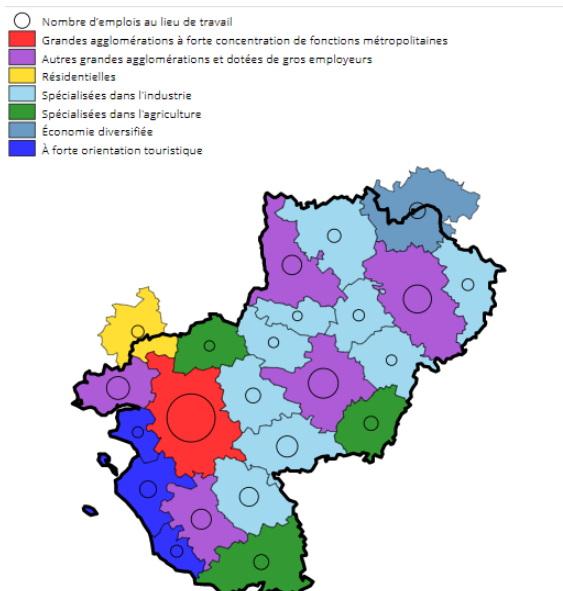 Nombre d'emplois au lieu de travail
Grandes agglomérations à forte concentration de fonctions métropolitaines
Autres grandes agglomérations et dotées de gros employeurs
Résidentielles
Spécialisées dans l'industrie
Spécialisées dans l'agriculture
Économie diversifiée
À forte orientation touristique